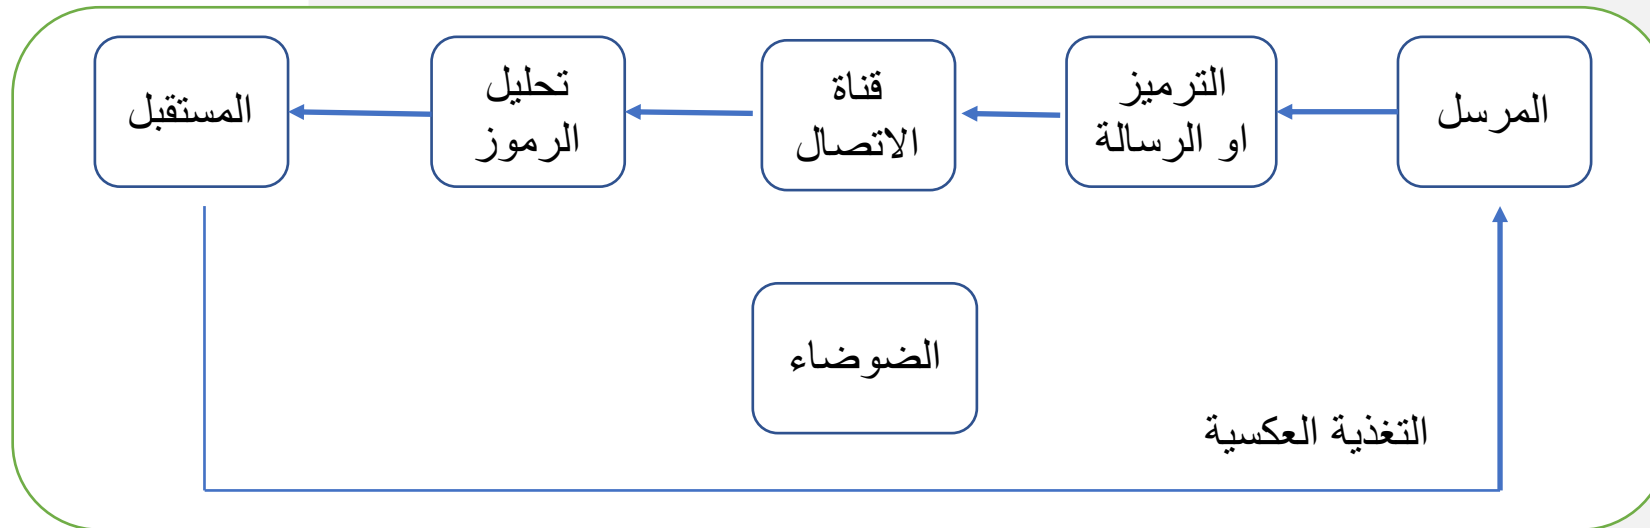 المرسل
الترميز
او الرسالة
قناة
الاتصال
تحليل
الرموز
المستقبل
الضوضاء
التغذية العكسية